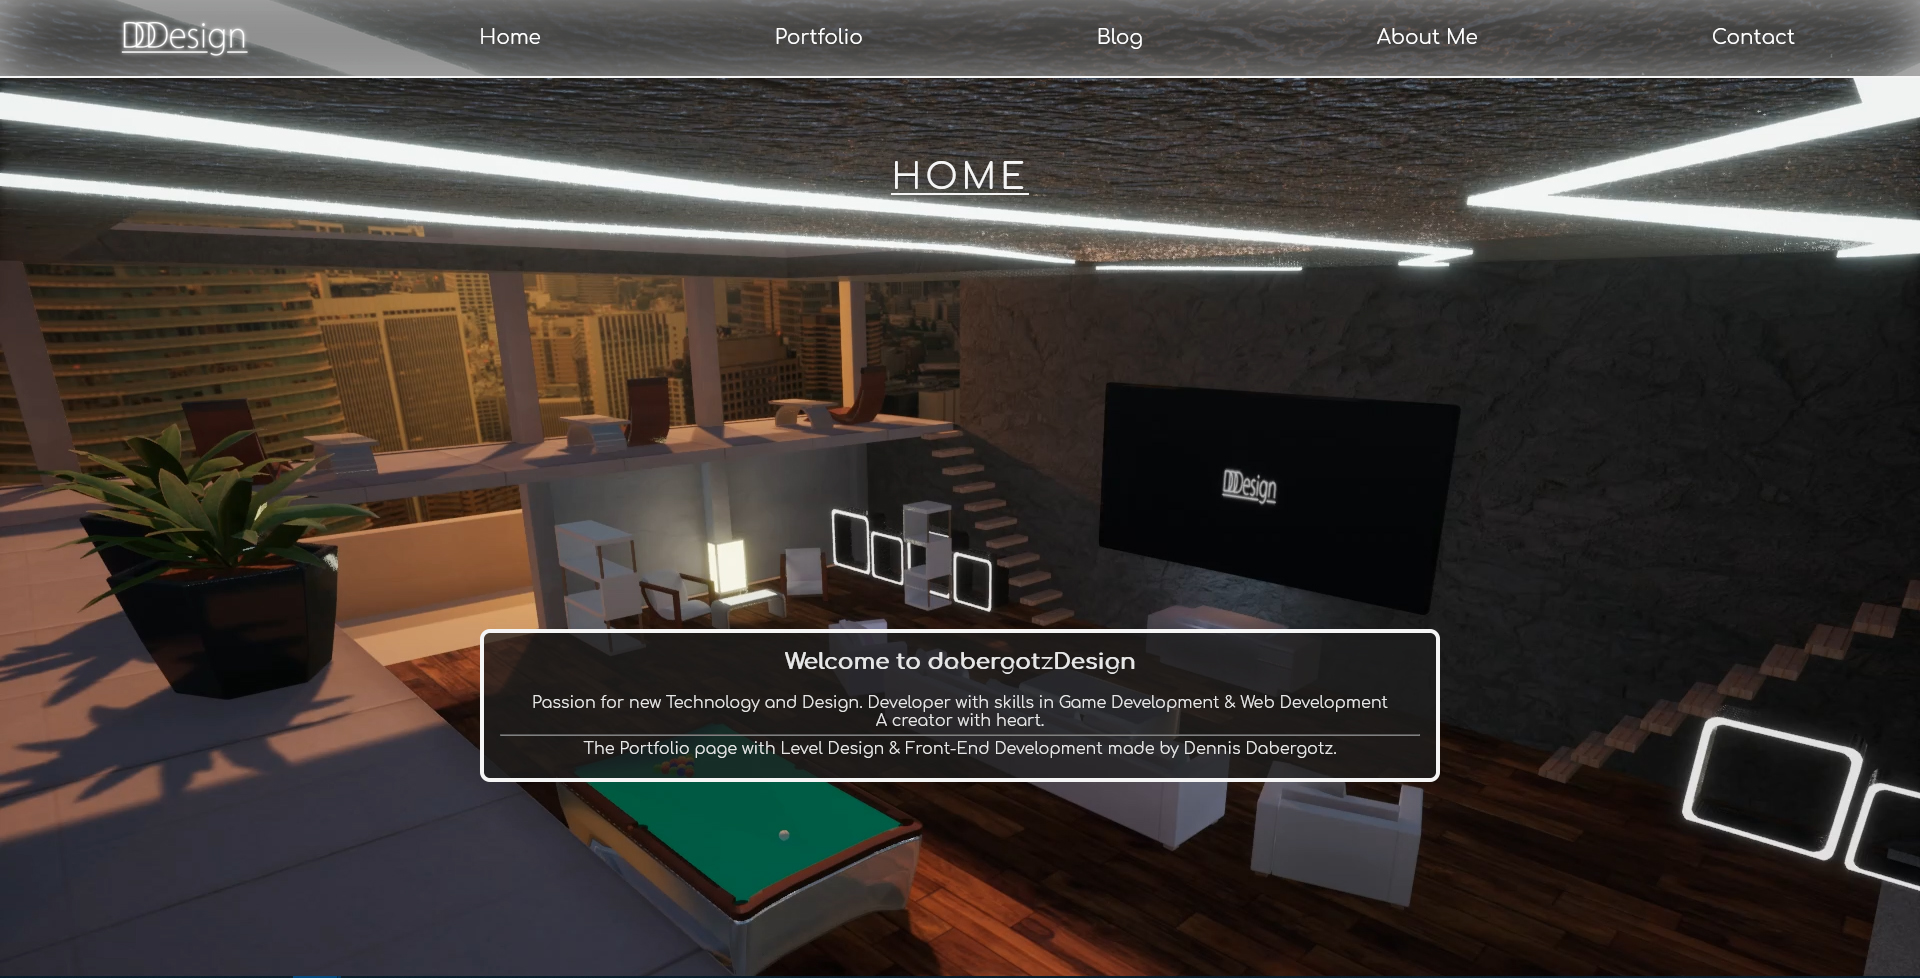 DDDesign
Home
Portfolio
Blog
About Me
Contact
HOME
DDDesign
Welcome to dabergotzDesign
Passion for new Technology and Design. Developer with skills in Game Development & Web Development
A creator with heart.
The Portfolio page with Level Design & Front-End Development made by Dennis Dabergotz.